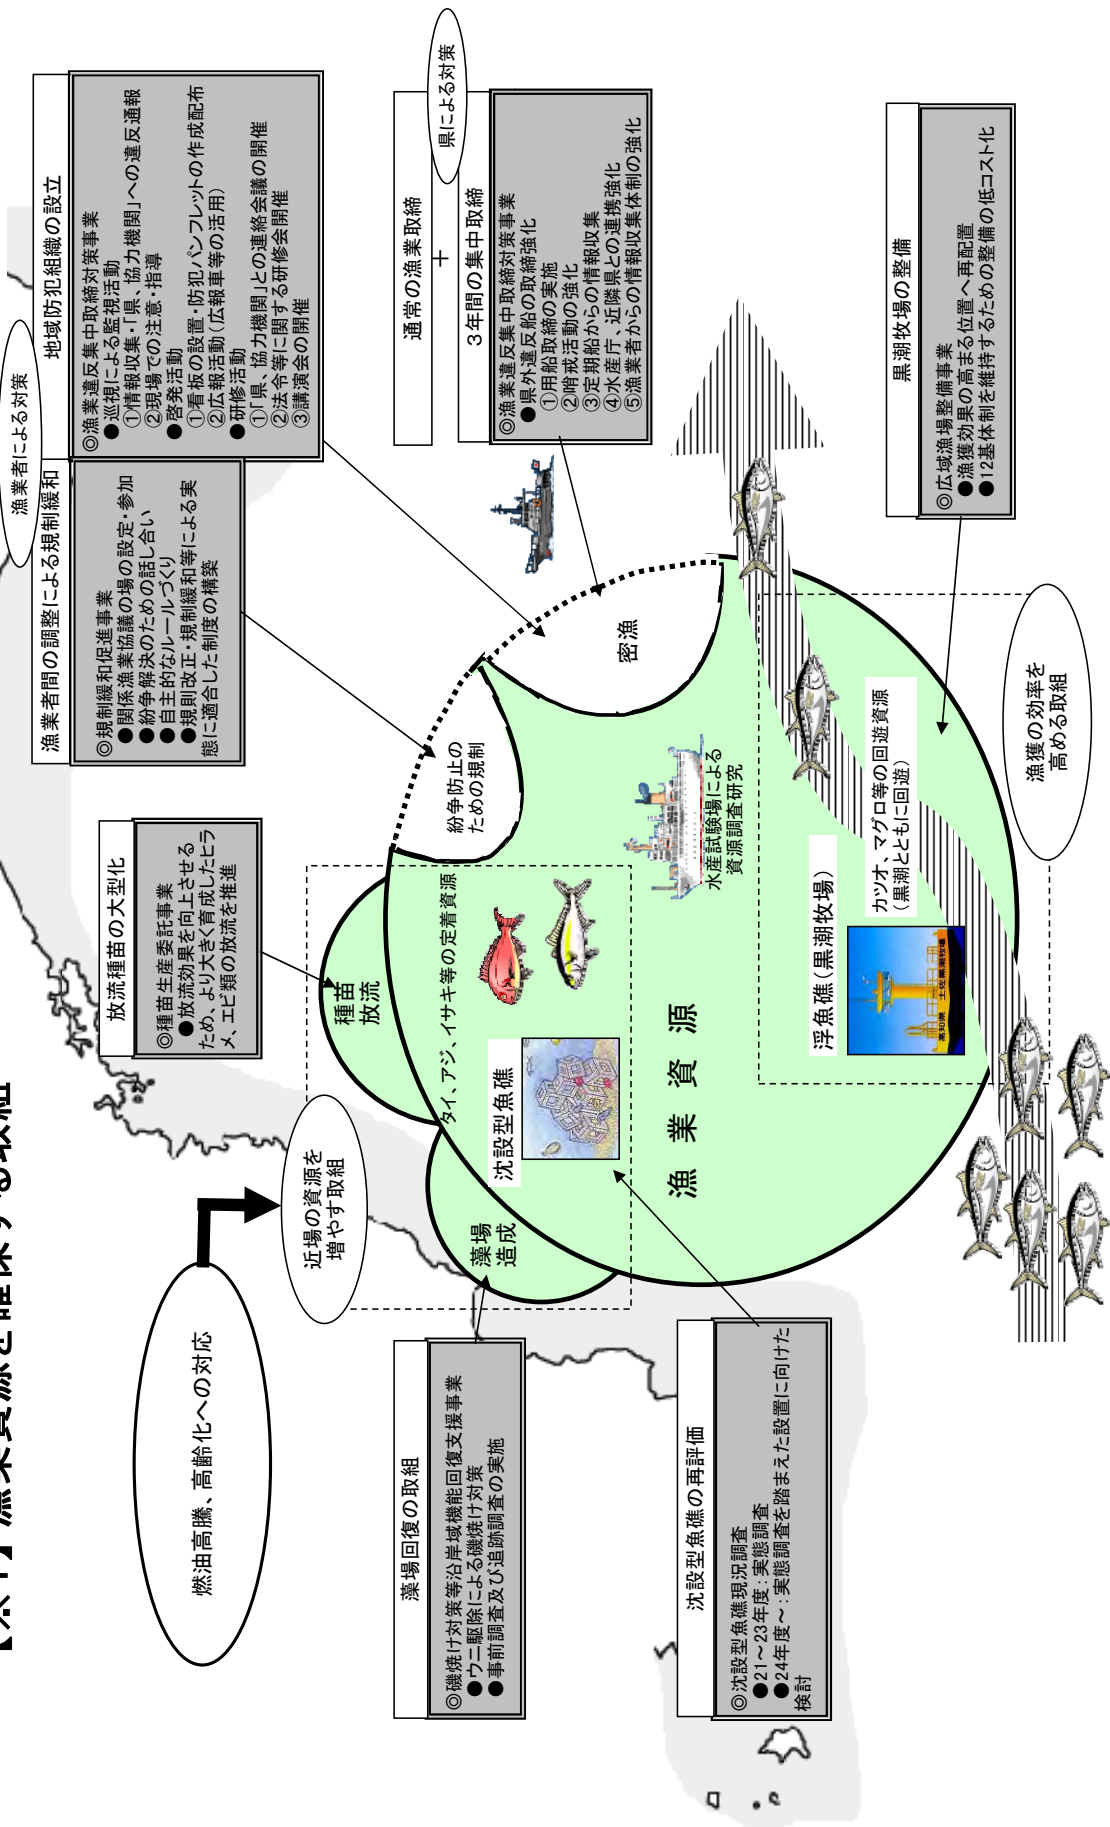 燃油高騰、高齢化への対応
近場の資源を
増やす取組
放流種苗の大型化
◎種苗生産委託事業
●放流効果を向上させる
ため、より大きく育成したヒラ
メ、エビ類の放流を推進
漁業者による対策
漁業者間の調整による規制緩和
◎規制緩和促進事業
●関係漁業協議の場の設定・参加
●紛争解決のための話し合い
●自主的なルールづくり
●規則改正・規制緩和等による実
態に適合した制度の構築
地域防犯組織の設立
◎漁業違反集中取締対策事業
●巡視による監視活動
①情報収集・「県、協力機関」への違反通報
②現場での注意・指導
●啓発活動
①看板の設置・防犯パンフレットの作成配布
②広報活動（広報車等の活用）
●研修活動
①「県、協力機関」との連絡会議の開催
②法令等に関する研修会開催
③講演会の開催
県による対策
通常の漁業取締
＋
３年間の集中取締
◎漁業違反集中取締対策事業
●県外違反船の取締強化
①用船取締の実施
②哨戒活動の強化
③定期船からの情報収集
④水産庁、近隣県との連携強化
⑤漁業者からの情報収集体制の強化
藻場回復の取組
◎磯焼け対策等沿岸域機能回復支援事業
●ウニ駆除による磯焼け対策
●事前調査及び追跡調査の実施
藻場
造成
種苗
放流
タイ、アジ、イサキ等の定着資源
沈設型魚礁
紛争防止の
ための規制
密漁
漁業資源
水産試験場による
資源調査研究
沈設型魚礁の再評価
◎沈設型魚礁現況調査
●21～23年度：実態調査
●24年度～：実態調査を踏まえた設置に向けた
検討
浮魚礁（黒潮牧場）
高知県 土佐黒潮牧場
カツオ、マグロ等の回遊資源
（黒潮とともに回遊）
黒潮牧場の整備
◎広域漁場整備事業
●漁獲効果の高まる位置へ再配置
●12基体制を維持するための整備の低コスト化
漁獲の効率を
高める取組